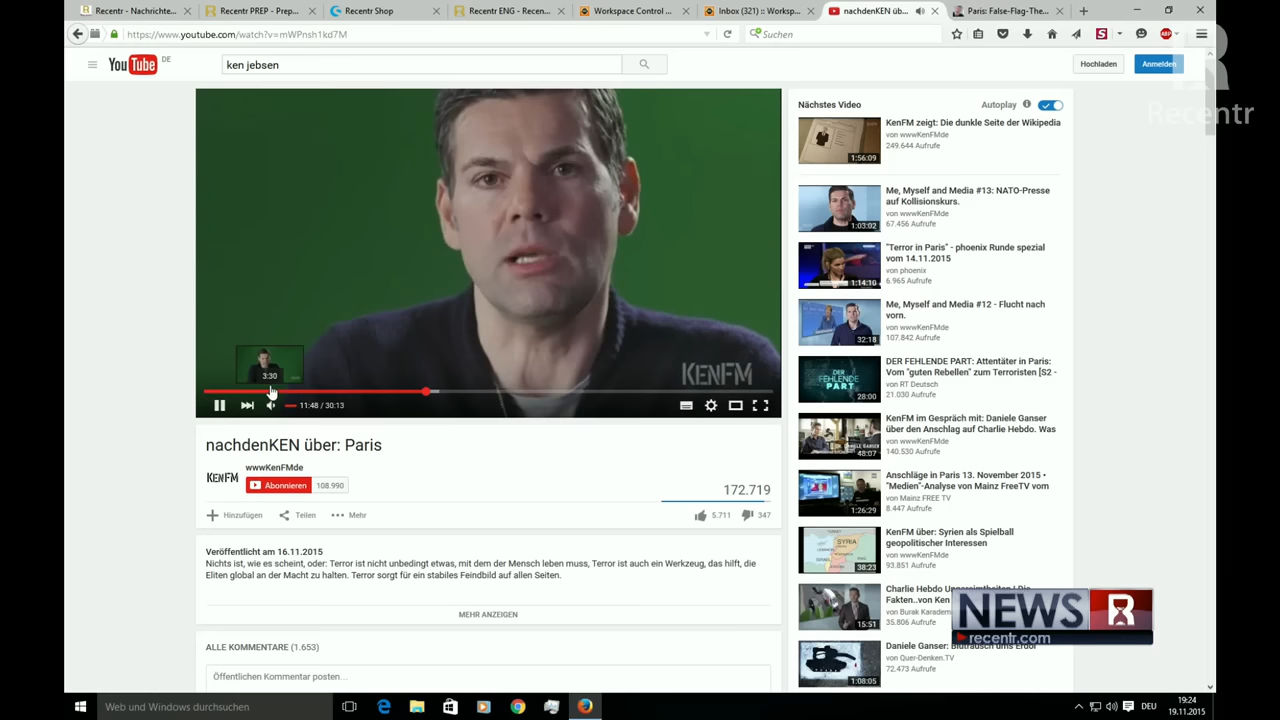 Recentr - Nachrichte...
Recentr PREP - Prep...
Recentr Shop
Recentr ENG - Recen...
Workspace Control ...
Inbox (321) :: Worksp...
nachdenKEN üb...
Paris: False-Flag-The...
https://www.youtube.com/watch?v=mWPnsh1kd7M
Suchen
YouTube DE
ken jebsen
Hochladen
Anmelden
Recentr
Nächstes Video
Autoplay
KenFM zeigt: Die dunkle Seite der Wikipedia
von wwwKenFMde
249.644 Aufrufe
1:56:09
Me, Myself and Media #13: NATO-Presse
auf Kollisionskurs.
von wwwKenFMde
67.456 Aufrufe
1:03:02
"Terror in Paris" - phoenix Runde spezial
vom 14.11.2015
von phoenix
6.965 Aufrufe
1:14:10
Me, Myself and Media #12 - Flucht nach
vorn.
von wwwKenFMde
107.842 Aufrufe
32:18
DER FEHLENDE PART: Attentäter in Paris:
Vom "guten Rebellen" zum Terroristen [S2 -
von RT Deutsch
21.030 Aufrufe
DER FEHLENDE
PART
28:00
KenFM im Gespräch mit: Daniele Ganser
über den Anschlag auf Charlie Hebdo. Was
von wwwKenFMde
140.530 Aufrufe
48:07
Anschläge in Paris 13. November 2015 •
"Medien"-Analyse von Mainz FreeTV vom
von Mainz FREE TV
8.447 Aufrufe
1:26:29
KenFM über: Syrien als Spielball
geopolitischer Interessen
von wwwKenFMde
93.851 Aufrufe
SYRIA
38:23
Charlie Hebdo Ungereimtheiten | Die
Fakten..von Ken
von Burak Karadem
35.806 Aufrufe
15:51
Daniele Ganser: Blutrausch ums Erdöl
von Quer-Denken.TV
72.473 Aufrufe
1:08:05
KENFM
3:30
11:48 / 30:13
nachdenKEN über: Paris
KENFM
wwwKenFMde
Abonnieren
108.990
172.719
Hinzufügen
Teilen
Mehr
5.711
347
Veröffentlicht am 16.11.2015
Nichts ist, wie es scheint, oder: Terror ist nicht unbedingt etwas, mit dem der Mensch leben muss, Terror ist auch ein Werkzeug, das hilft, die
Eliten global an der Macht zu halten. Terror sorgt für ein stabiles Feindbild auf allen Seiten.
MEHR ANZEIGEN
ALLE KOMMENTARE (1.653)
Öffentlichen Kommentar posten...
NEWS R
recentr.com
Web und Windows durchsuchen
DEU
19:24
19.11.2015